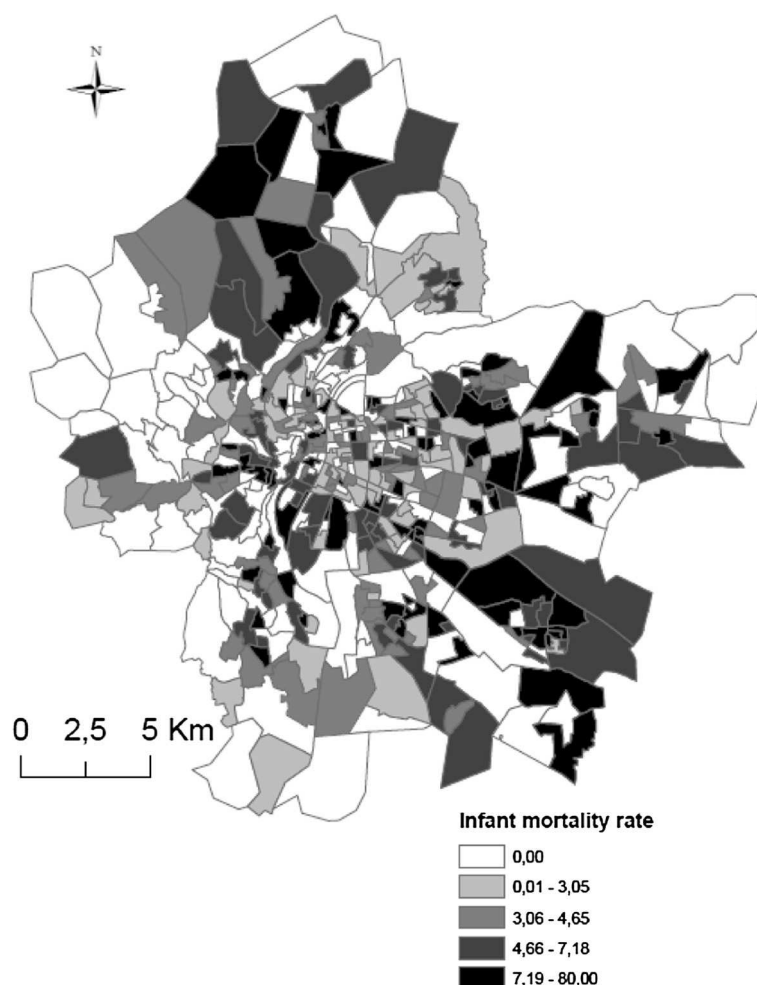 N
0 2,5 5 Km
Infant mortality rate
0,00
0,01 - 3,05
3,06 - 4,65
4,66 - 7,18
7,19 - 80,00